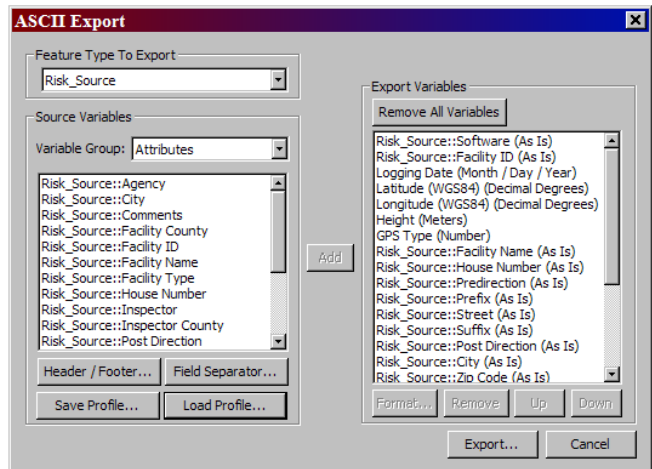 ASCII Export
Feature Type To Export
Risk_Source
Source Variables
Variable Group: Attributes
Risk_Source::Agency
Risk_Source::City
Risk_Source::Comments
Risk_Source::Facility County
Risk_Source::Facility ID
Risk_Source::Facility Name
Risk_Source::Facility Type
Risk_Source::House Number
Risk_Source::Inspector
Risk_Source::Inspector County
Risk_Source::Post Direction
Header / Footer... Field Separator...
Save Profile... Load Profile...
Add
Export Variables
Remove All Variables
Risk_Source::Software (As Is)
Risk_Source::Facility ID (As Is)
Logging Date (Month / Day / Year)
Latitude (WGS84) (Decimal Degrees)
Longitude (WGS84) (Decimal Degrees)
Height (Meters)
GPS Type (Number)
Risk_Source::Facility Name (As Is)
Risk_Source::House Number (As Is)
Risk_Source::Predirection (As Is)
Risk_Source::Prefix (As Is)
Risk_Source::Street (As Is)
Risk_Source::Suffix (As Is)
Risk_Source::Post Direction (As Is)
Risk_Source::City (As Is)
Risk_Source::Zip Code (As Is)
Format... Remove Up Down
Export... Cancel